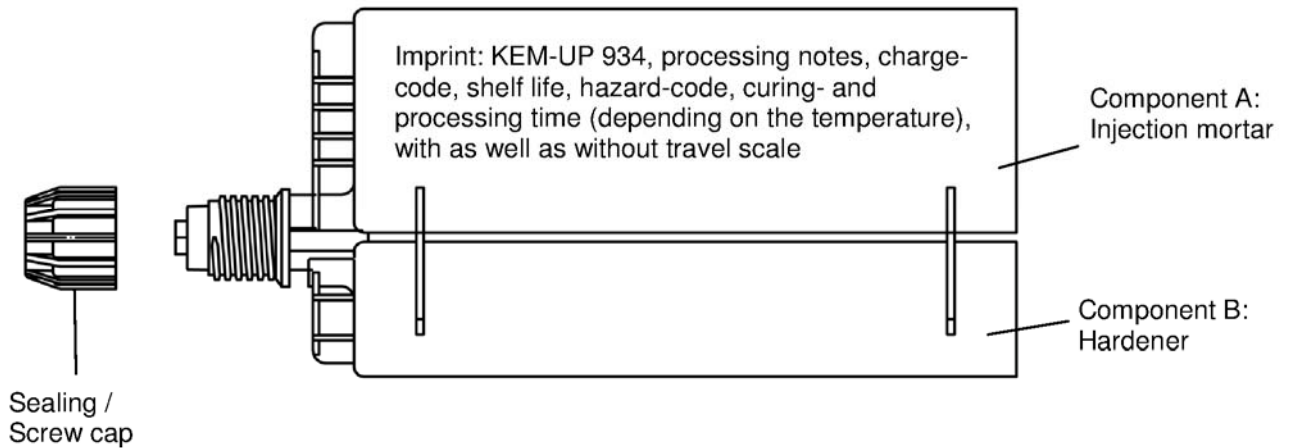 Imprint: KEM-UP 934, processing notes, charge-
code, shelf life, hazard-code, curing- and
processing time (depending on the temperature),
with as well as without travel scale
Component A:
Injection mortar
Component B:
Hardener
Sealing /
Screw cap